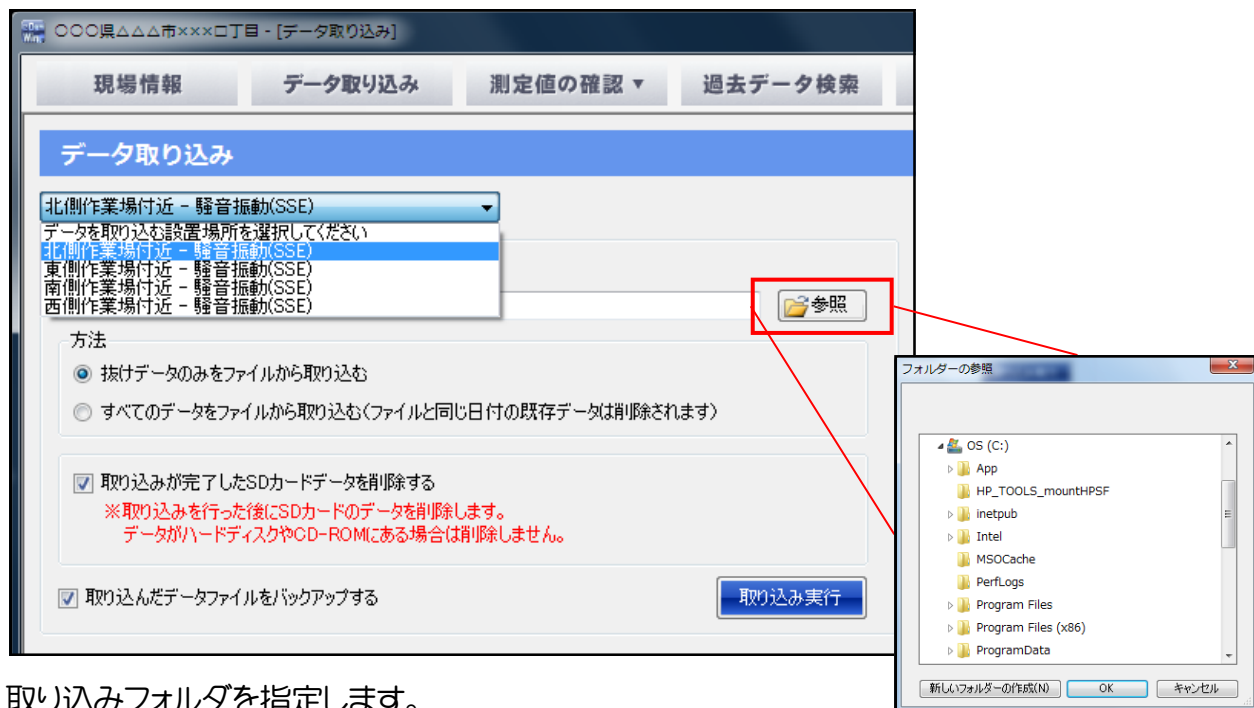 〇〇〇県△△△市×××ロ丁目 - [データ取り込み]
現場情報 データ取り込み 測定値の確認 ▼ 過去データ検索
データ取り込み
北側作業場付近 - 騒音振動(SSE)
データを取り込む設置場所を選択してください
北側作業場付近 - 騒音振動(SSE)
東側作業場付近 - 騒音振動(SSE)
南側作業場付近 - 騒音振動(SSE)
西側作業場付近 - 騒音振動(SSE)
参照
方法
抜けデータのみをファイルから取り込む
すべてのデータをファイルから取り込む(ファイルと同じ日付の既存データは削除されます)
取り込みが完了したSDカードデータを削除する
※取り込みを行った後にSDカードのデータを削除します。
データがハードディスクやCD-ROMにある場合は削除しません。
取り込んだデータファイルをバックアップする
取り込み実行
フォルダーの参照
OS (C:)
App
HP_TOOLS_mountHPSF
inetpub
Intel
MSOCache
PerfLogs
Program Files
Program Files (x86)
ProgramData
新しいフォルダーの作成(N) OK キャンセル
取り込みフォルダを指定します。